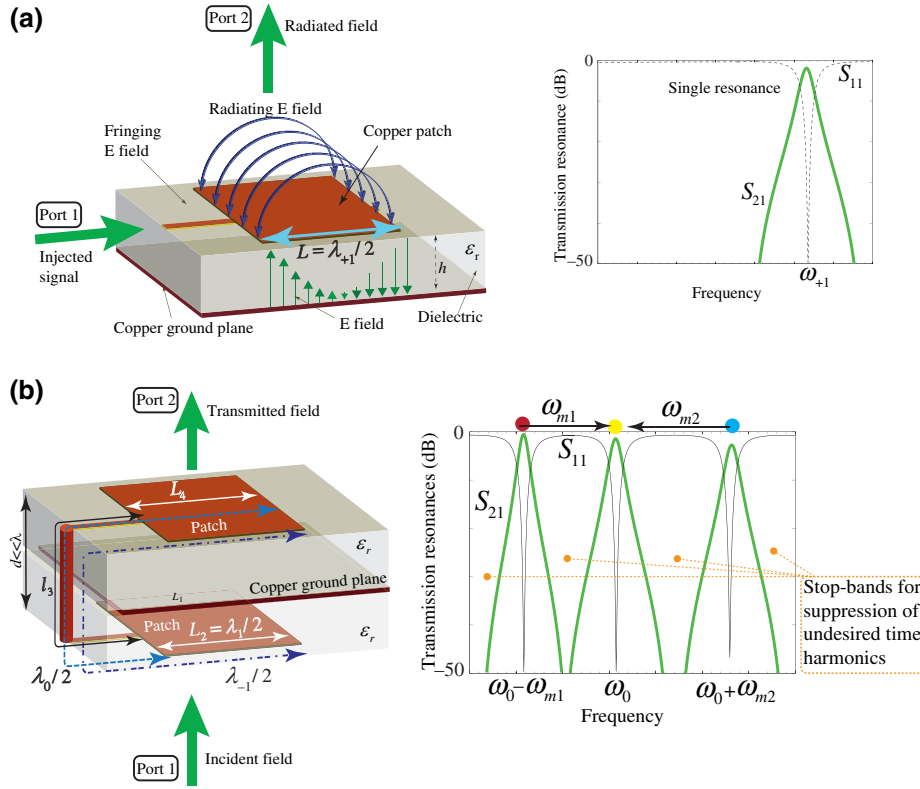 (a)
Port 2
Radiated field
Radiating E field
Fringing
E field
Copper patch
Port 1
Injected
signal
L = λ₊₁/2
h
εᵣ
Copper ground plane
E field
Dielectric
Transmission resonance (dB)
0
−50
Single resonance
S₁₁
S₂₁
ω₊₁
Frequency
(b)
Port 2
Transmitted field
L₄
Patch
εᵣ
d<<λ
l₃
Copper ground plane
L₁
Patch
L₂ = λ₁/2
εᵣ
λ₀/2
λ₋₁/2
Port 1
Incident field
ωₘ₁
ωₘ₂
Transmission resonances (dB)
0
−50
S₁₁
S₂₁
Stop-bands for
suppression of
undesired time
harmonics
ω₀−ωₘ₁
ω₀
ω₀+ωₘ₂
Frequency